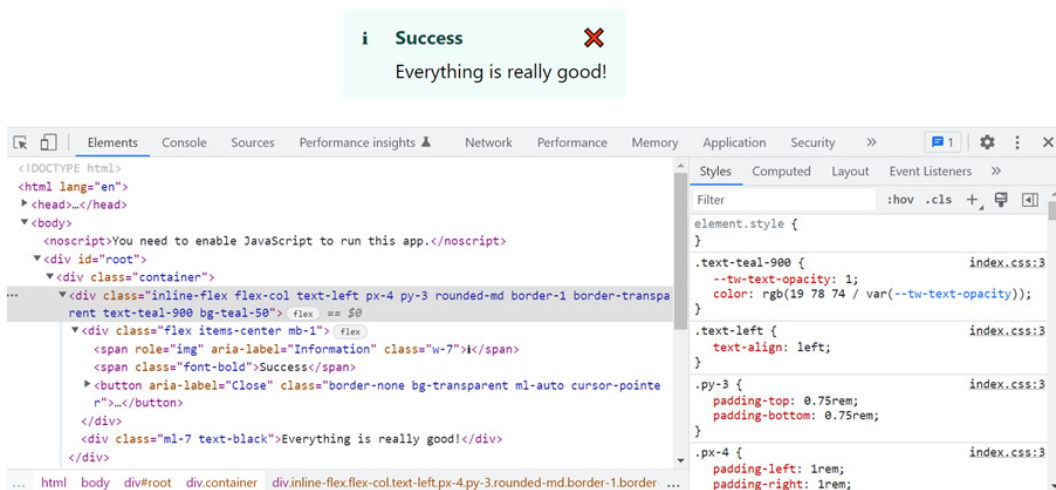 i Success ❌
Everything is really good!
Elements Console Sources Performance insights Network Performance Memory Application Security » 1
<!DOCTYPE html>
<html lang="en">
<head>…</head>
<body>
<noscript>You need to enable JavaScript to run this app.</noscript>
<div id="root">
<div class="container">
… <div class="inline-flex flex-col text-left px-4 py-3 rounded-md border-1 border-transpa
rent text-teal-900 bg-teal-50"> flex == $0
<div class="flex items-center mb-1"> flex
<span role="img" aria-label="Information" class="w-7">ℹ</span>
<span class="font-bold">Success</span>
<button aria-label="Close" class="border-none bg-transparent ml-auto cursor-pointe
r">…</button>
</div>
<div class="ml-7 text-black">Everything is really good!</div>
</div>
… html body div#root div.container div.inline-flex.flex-col.text-left.px-4.py-3.rounded-md.border-1.border- …
Styles Computed Layout Event Listeners »
Filter :hov .cls +
element.style {
}
.text-teal-900 { index.css:3
--tw-text-opacity: 1;
color: rgb(19 78 74 / var(--tw-text-opacity));
}
.text-left { index.css:3
text-align: left;
}
.py-3 { index.css:3
padding-top: 0.75rem;
padding-bottom: 0.75rem;
}
.px-4 { index.css:3
padding-left: 1rem;
padding-right: 1rem;